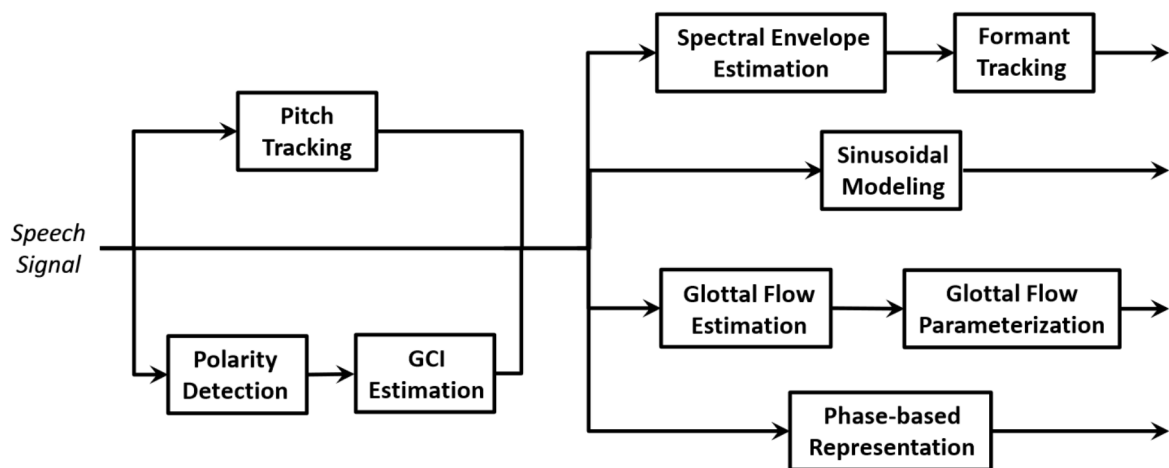 Speech
Signal
Pitch
Tracking
Polarity
Detection
GCI
Estimation
Spectral Envelope
Estimation
Formant
Tracking
Sinusoidal
Modeling
Glottal Flow
Estimation
Glottal Flow
Parameterization
Phase-based
Representation